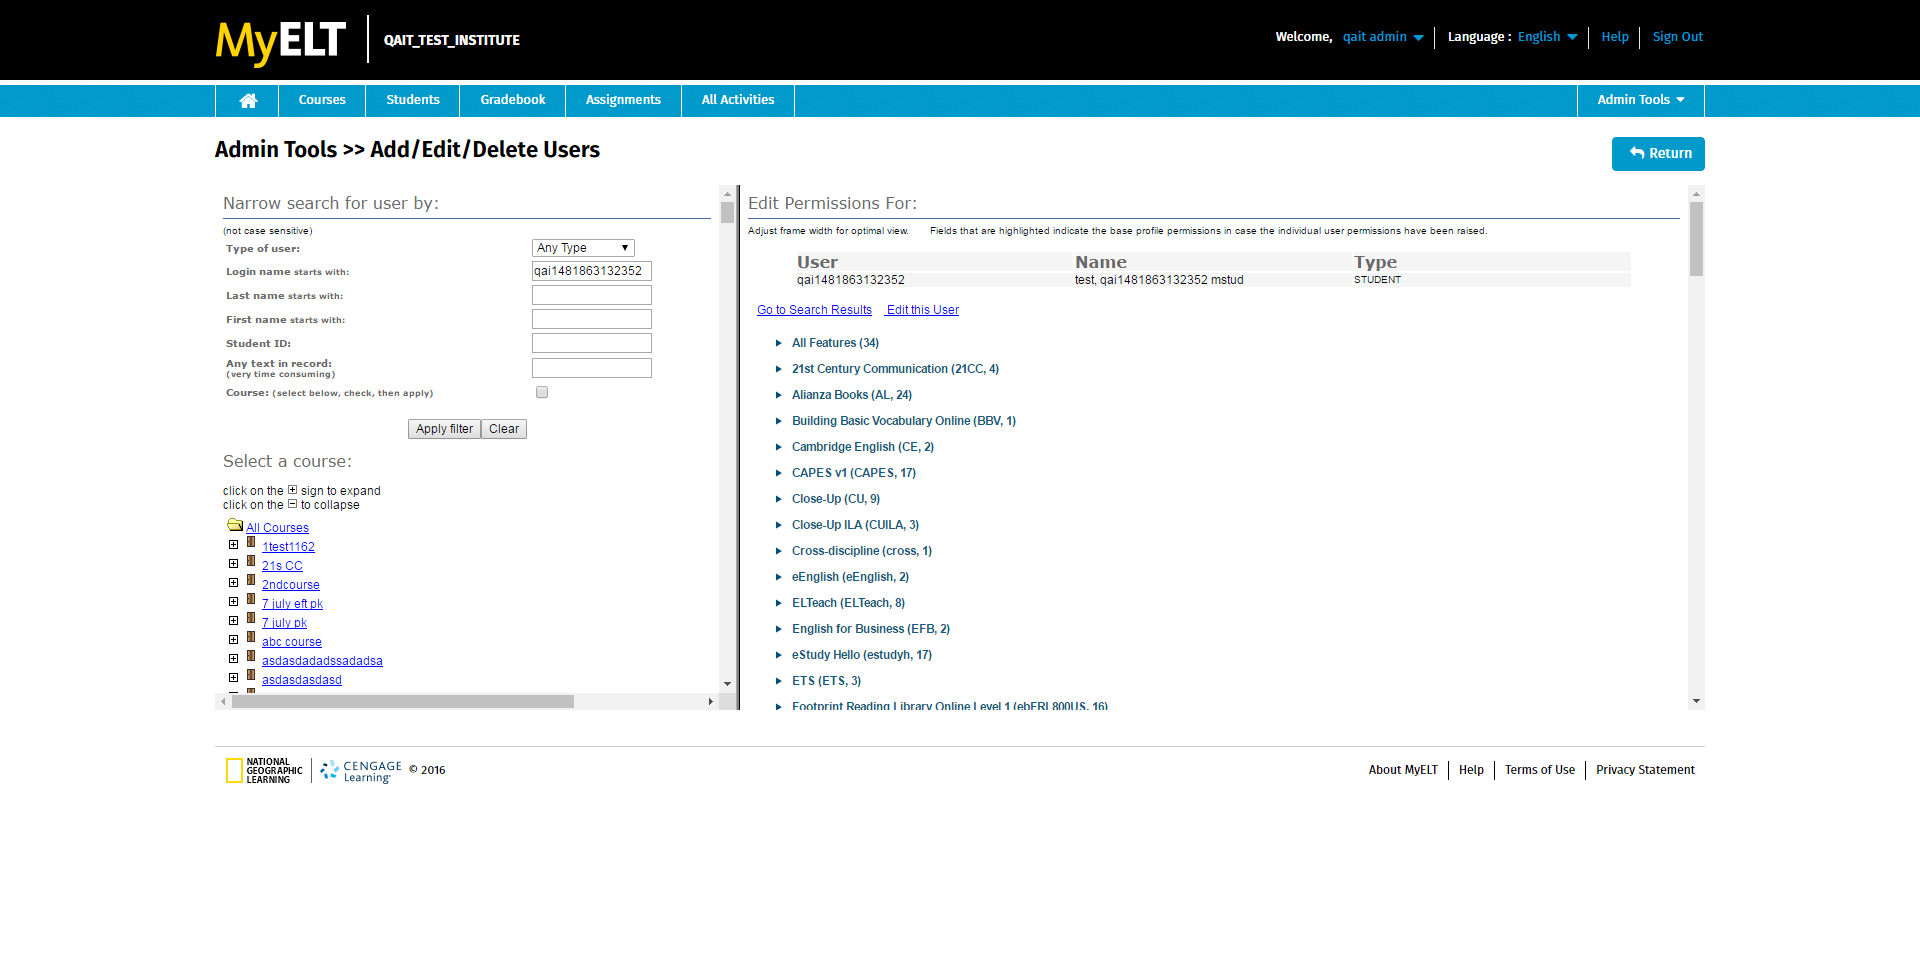 MyELT
QAIT_TEST_INSTITUTE
Welcome, qait admin
Language : English
Help
Sign Out
Courses
Students
Gradebook
Assignments
All Activities
Admin Tools
Admin Tools >> Add/Edit/Delete Users
Return
Narrow search for user by:
(not case sensitive)
Type of user: Any Type
Login name starts with: qai1481863132352
Last name starts with:
First name starts with:
Student ID:
Any text in record:
(very time consuming)
Course: (select below, check, then apply)
Apply filter Clear
Select a course:
click on the sign to expand
click on the to collapse
All Courses
1test1162
21s CC
2ndcourse
7 july eft pk
7 july pk
abc course
asdasdadadssadadsa
asdasdasdasd
Edit Permissions For:
Adjust frame width for optimal view. Fields that are highlighted indicate the base profile permissions in case the individual user permissions have been raised.
User Name Type
qai1481863132352 test, qai1481863132352 mstud STUDENT
Go to Search Results Edit this User
All Features (34)
21st Century Communication (21CC, 4)
Alianza Books (AL, 24)
Building Basic Vocabulary Online (BBV, 1)
Cambridge English (CE, 2)
CAPES v1 (CAPES, 17)
Close-Up (CU, 9)
Close-Up ILA (CUILA, 3)
Cross-discipline (cross, 1)
eEnglish (eEnglish, 2)
ELTeach (ELTeach, 8)
English for Business (EFB, 2)
eStudy Hello (estudyh, 17)
ETS (ETS, 3)
Footprint Reading Library Online Level 1 (ebFRL800US, 16)
NATIONAL
GEOGRAPHIC
LEARNING
CENGAGE
Learning
© 2016
About MyELT
Help
Terms of Use
Privacy Statement